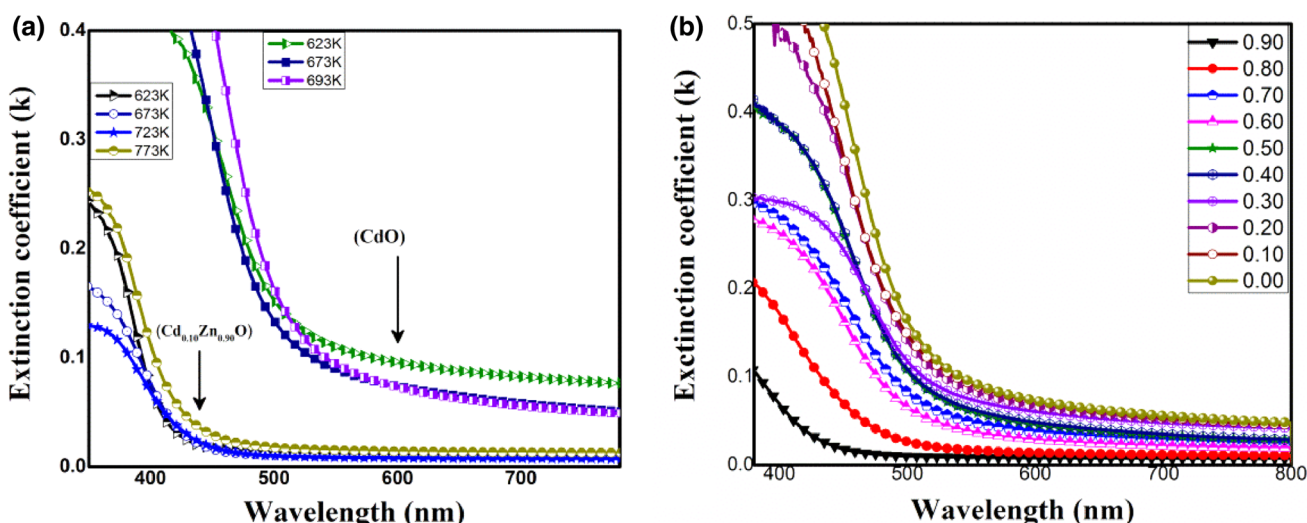 (a)
Extinction coefficient (k)
0.4
0.3
0.2
0.1
0.0
623K
673K
693K
623K
673K
723K
773K
(CdO)
(Cd0.10Zn0.90O)
400
500
600
700
Wavelength (nm)
(b)
Exctinction coefficient (k)
0.5
0.4
0.3
0.2
0.1
0.0
0.90
0.80
0.70
0.60
0.50
0.40
0.30
0.20
0.10
0.00
400
500
600
700
800
Wavelength (nm)